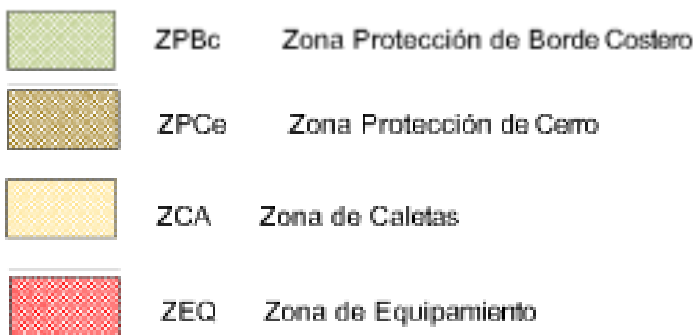 ZPBc Zona Protección de Borde Costero
ZPCe Zona Protección de Cerro
ZCA Zona de Caletas
ZEQ Zona de Equipamiento